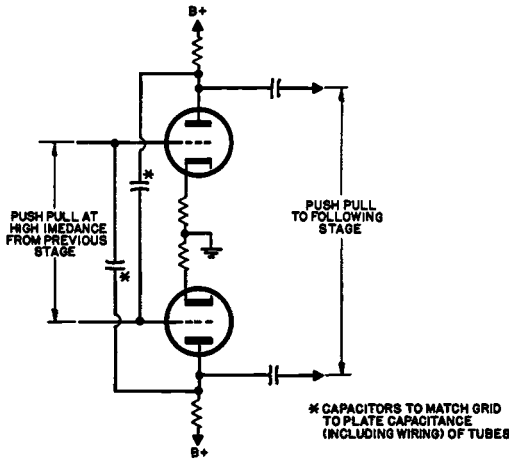 B+
*
PUSH PULL AT
HIGH IMEDANCE
FROM PREVIOUS
STAGE
*
PUSH PULL
TO FOLLOWING
STAGE
* CAPACITORS TO MATCH GRID
TO PLATE CAPACITANCE
(INCLUDING WIRING) OF TUBES
B+